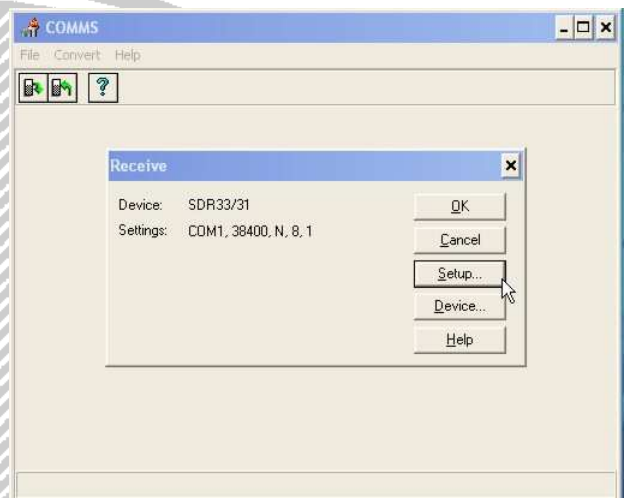 COMMS
File Convert Help
?
Receive
Device: SDR33/31
Settings: COM1, 38400, N, 8, 1
OK
Cancel
Setup...
Device...
Help